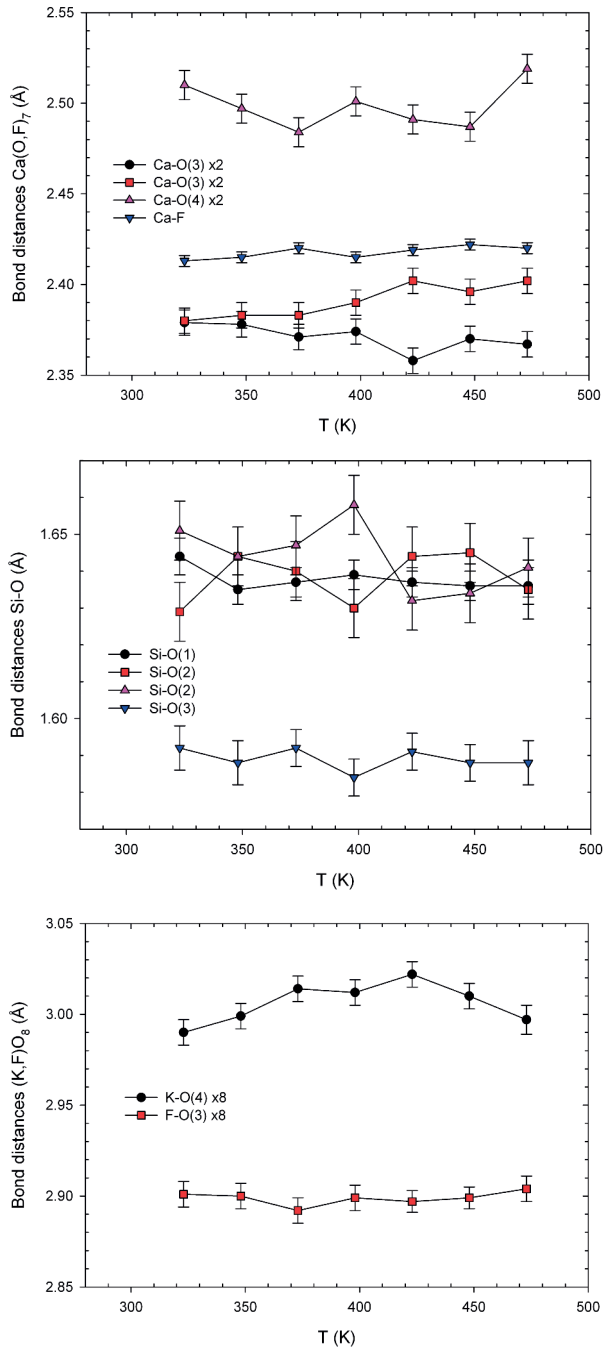 2.55
2.50
2.45
2.40
2.35
Bond distances Ca(O,F)₇ (Å)
Ca-O(3) x2
Ca-O(3) x2
Ca-O(4) x2
Ca-F
300 350 400 450 500
T (K)
1.65
1.60
Bond distances Si-O (Å)
Si-O(1)
Si-O(2)
Si-O(2)
Si-O(3)
300 350 400 450 500
T (K)
3.05
3.00
2.95
2.90
2.85
Bond distances (K,F)O₈ (Å)
K-O(4) x8
F-O(3) x8
300 350 400 450 500
T (K)